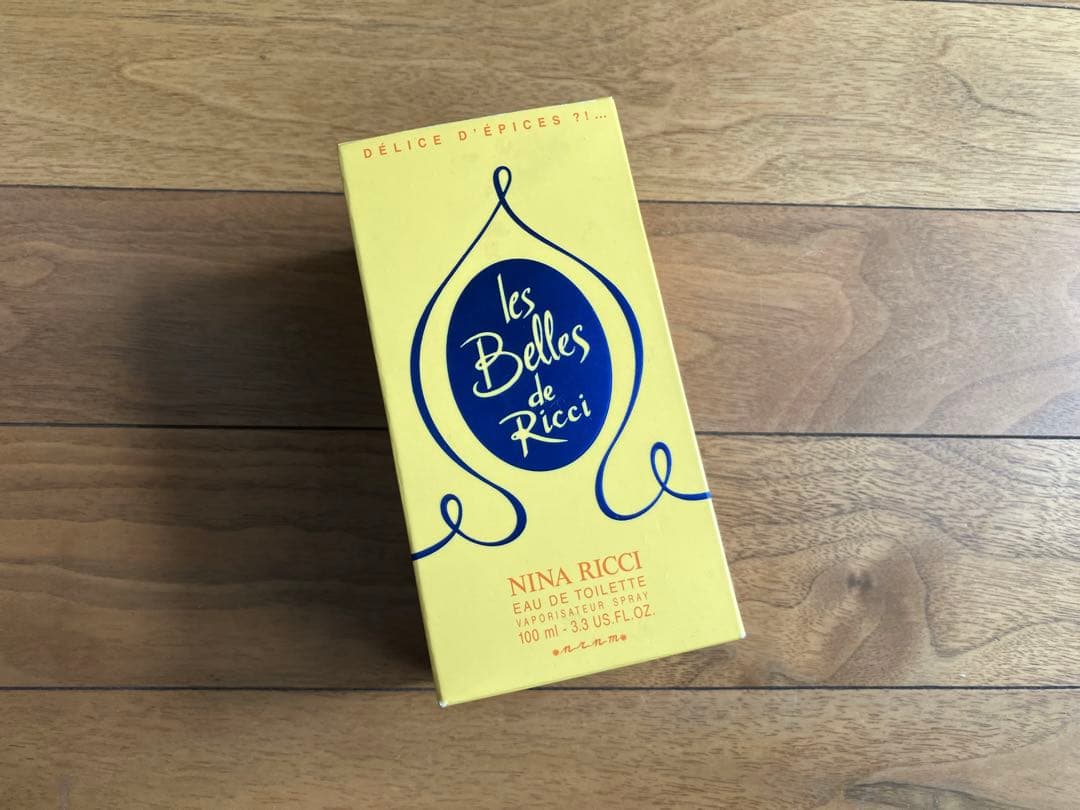 DÉLICE D'ÉPICES ?!...
les
Belles
de
Ricci
NINA RICCI
EAU DE TOILETTE
VAPORISATEUR SPRAY
100 ml - 3.3 US.FL.OZ.
*nrnm*